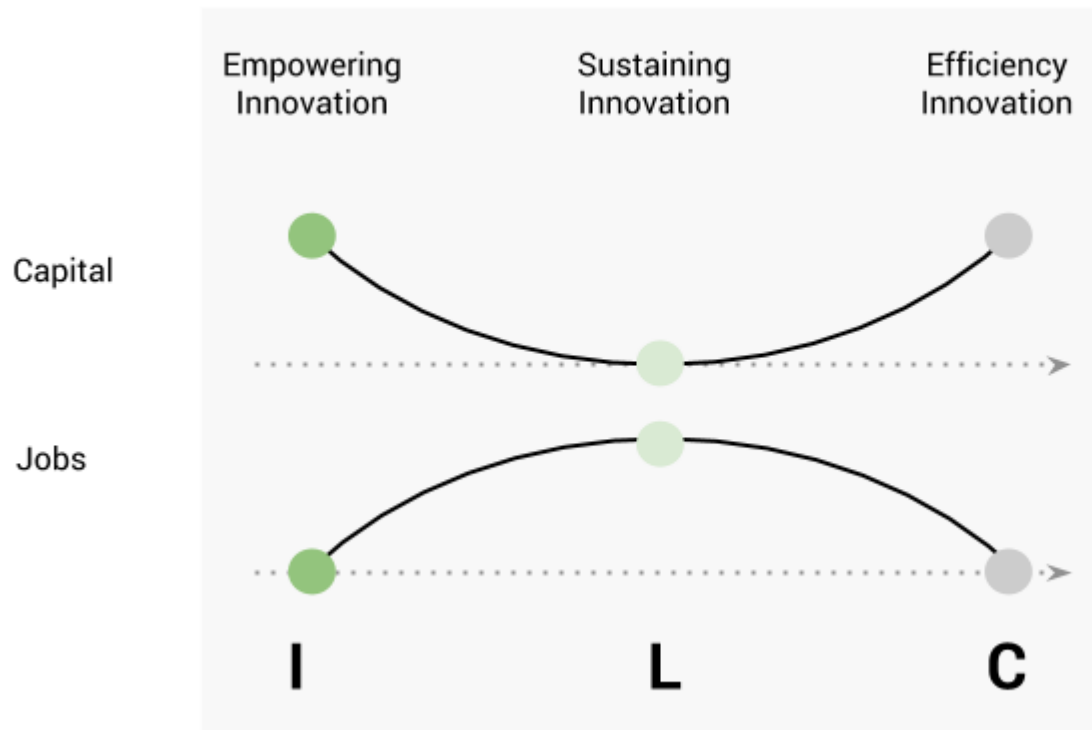 Empowering
Innovation
Sustaining
Innovation
Efficiency
Innovation
Capital
Jobs
I
L
C